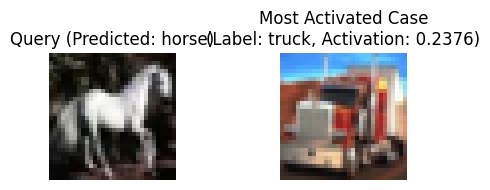 Query (Predicted: horse)
Most Activated Case
(Label: truck, Activation: 0.2376)